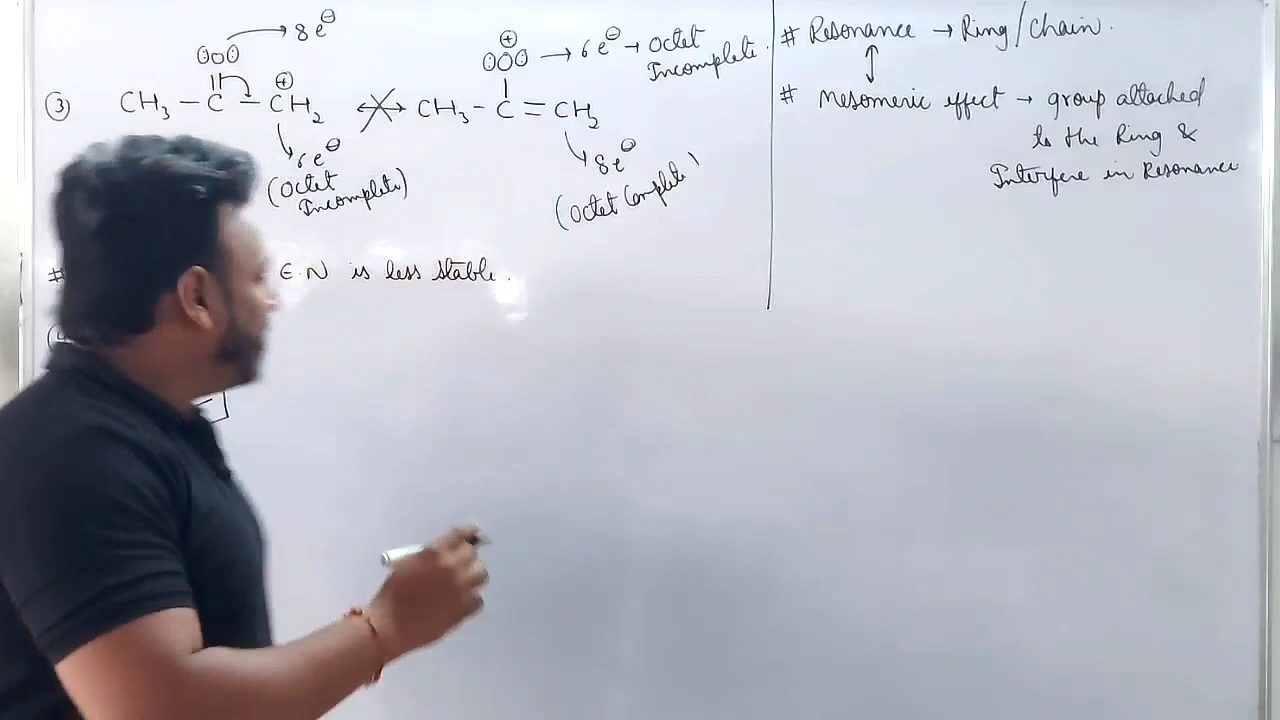 8e⊖
O
⊕
O → 6e⊖ → Octet
Incomplete.
③ CH₃ – C – C⊕H₂ ↮ CH₃ – C = CH₂
6e⊖
(Octet
Incomplete)
8e⊖
(Octet Complete)
#
E.N is less stable.
# Resonance → Ring/Chain.
↕
# Mesomeric effect → group attached
to the Ring &
Interfere in Resonance